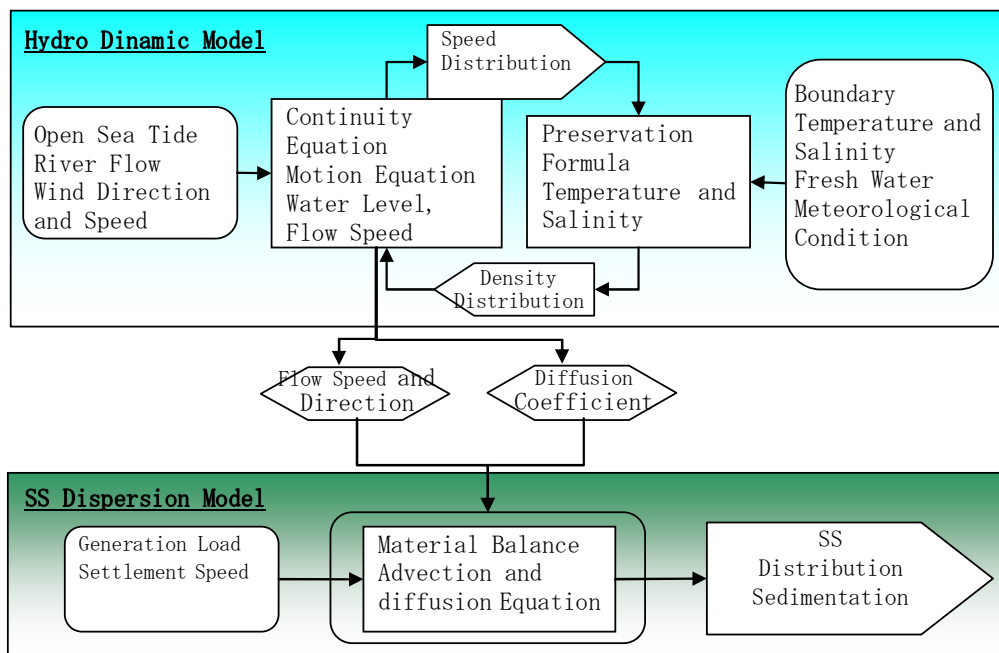 Hydro Dinamic Model
Speed
Distribution
Open Sea Tide
River Flow
Wind Direction
and Speed
Continuity
Equation
Motion Equation
Water Level,
Flow Speed
Preservation
Formula
Temperature and
Salinity
Boundary
Temperature and
Salinity
Fresh Water
Meteorological
Condition
Density
Distribution
Flow Speed and
Direction
Diffusion
Coefficient
SS Dispersion Model
Generation Load
Settlement Speed
Material Balance
Advection and
diffusion Equation
SS
Distribution
Sedimentation